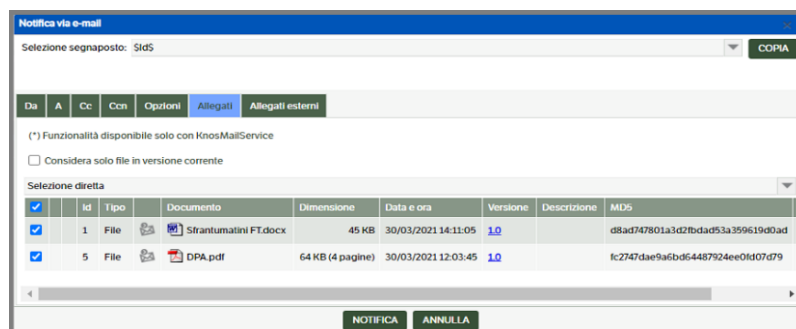 Notifica via e-mail
Selezione segnaposto: $Id$ COPIA
Da A Cc Ccn Opzioni Allegati Allegati esterni
(*) Funzionalità disponibile solo con KnosMailService
Considera solo file in versione corrente
Selezione diretta
Id Tipo Documento Dimensione Data e ora Versione Descrizione MD5
1 File Sfrantumatini FT.docx 45 KB 30/03/2021 14:11:05 1.0 d8ad747801a3d2fbdad53a359619d0ad
5 File DPA.pdf 64 KB (4 pagine) 30/03/2021 12:03:45 1.0 fc2747dae9a6bd64487924ee0fd07d79
NOTIFICA ANNULLA